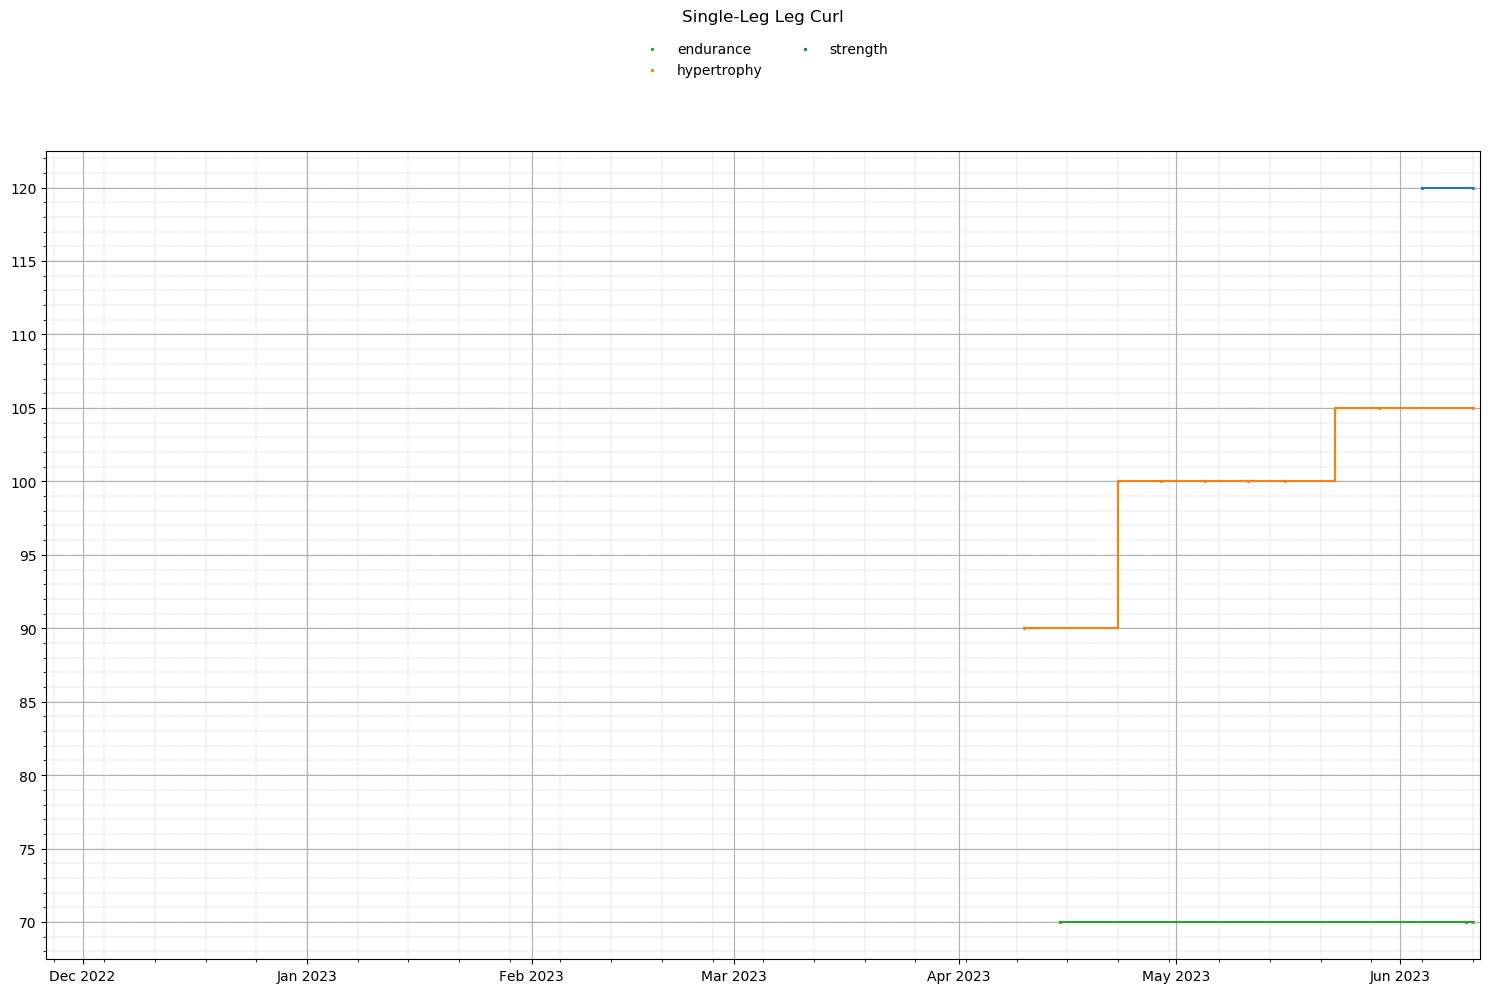 Single-Leg Leg Curl
endurance
hypertrophy
strength
120
115
110
105
100
95
90
85
80
75
70
Dec 2022
Jan 2023
Feb 2023
Mar 2023
Apr 2023
May 2023
Jun 2023